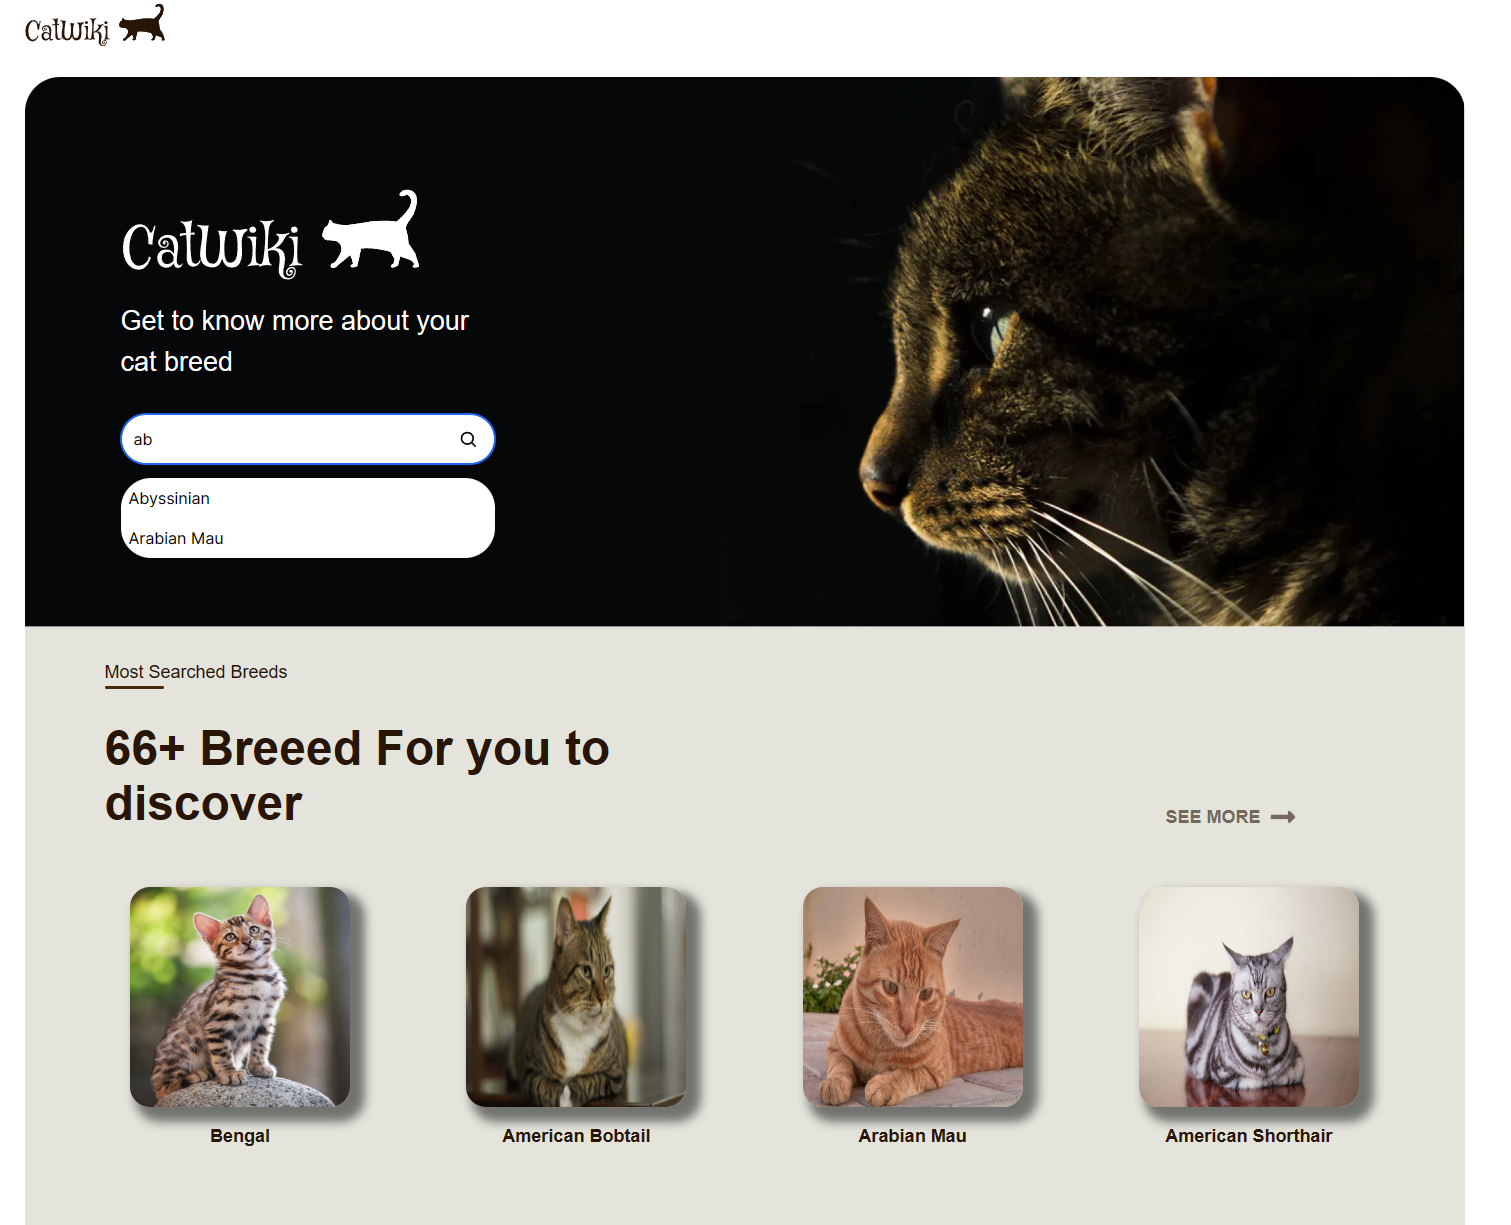 CatWiki
CatWiki
Get to know more about your
cat breed
ab
Abyssinian
Arabian Mau
Most Searched Breeds
66+ Breeed For you to
discover
SEE MORE
Bengal
American Bobtail
Arabian Mau
American Shorthair